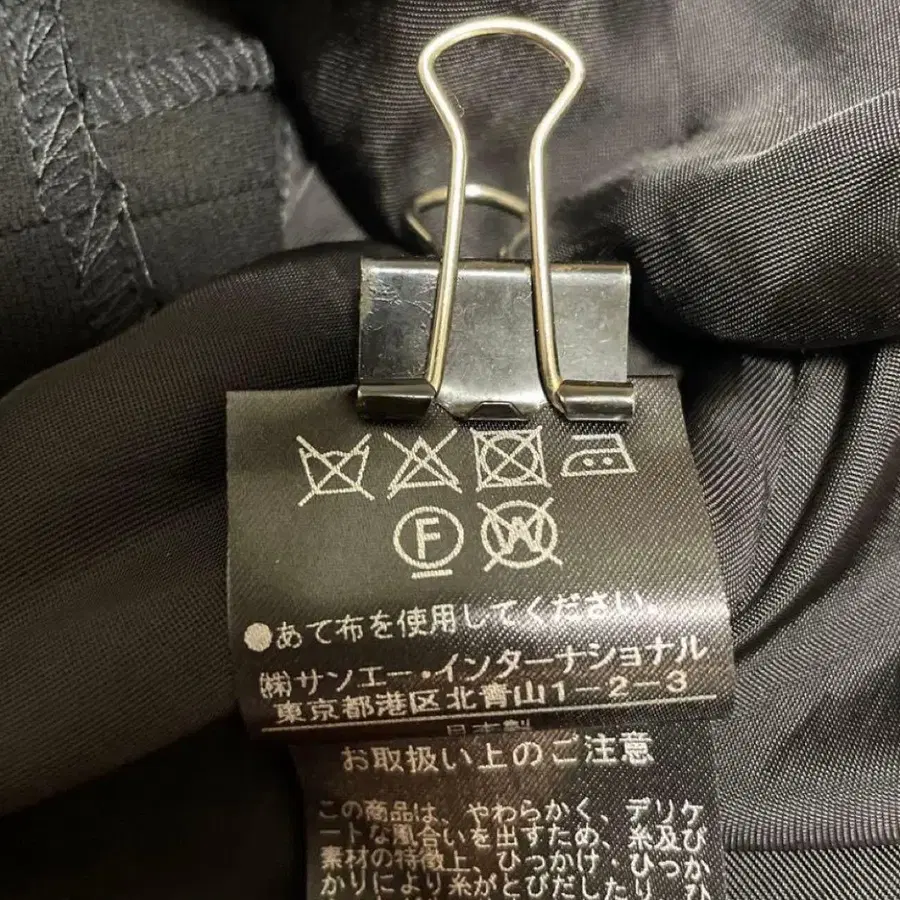 F W
●あて布を使用してください。
㈱サンエー・インターナショナル
東京都港区北青山1-2-3
日本製
お取扱い上のご注意
この商品は、やわらかく、デリケ
ートな風合いを出すため、糸及び
素材の特徴上、ひっかけ・ひっか
かりにより糸がとびだしたり、ひ